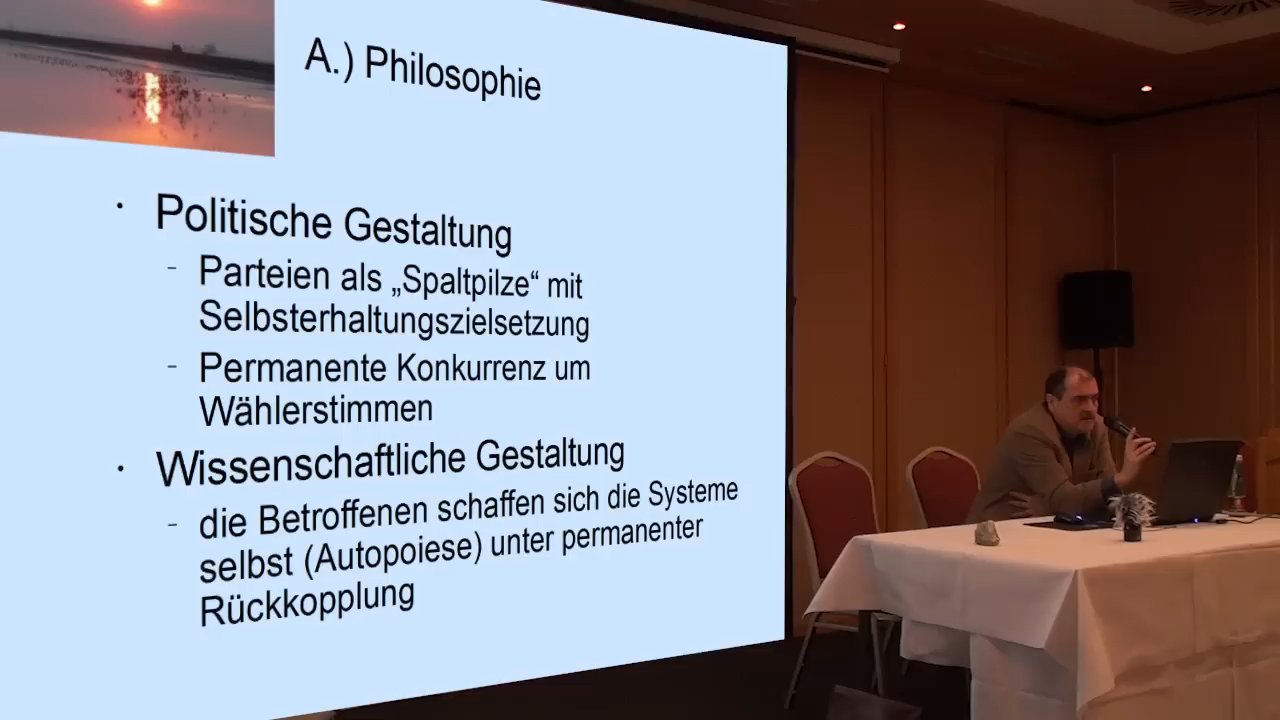 A.) Philosophie
• Politische Gestaltung
- Parteien als „Spaltpilze“ mit
Selbsterhaltungszielsetzung
- Permanente Konkurrenz um
Wählerstimmen
• Wissenschaftliche Gestaltung
- die Betroffenen schaffen sich die Systeme
selbst (Autopoiese) unter permanenter
Rückkopplung